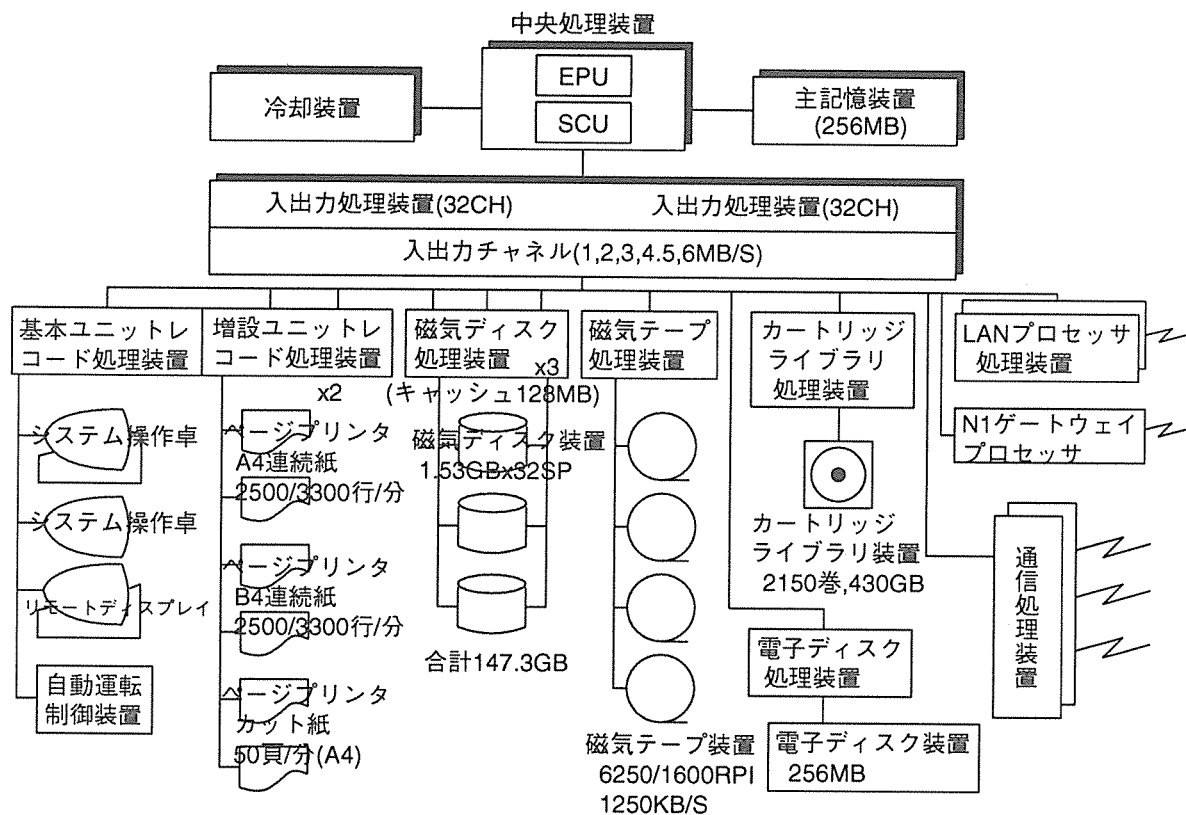 中央処理装置
EPU
SCU
冷却装置
主記憶装置
(256MB)
入出力処理装置(32CH)
入出力処理装置(32CH)
入出力チャネル(1,2,3,4.5,6MB/S)
基本ユニットレ
コード処理装置
増設ユニットレ
コード処理装置
x2
磁気ディスク
処理装置
x3
(キャッシュ128MB)
磁気テープ
処理装置
カートリッジ
ライブラリ
処理装置
LANプロセッサ
処理装置
N1ゲートウェイ
プロセッサ
システム操作卓
システム操作卓
リモートディスプレイ
自動運転
制御装置
ページプリンタ
A4連続紙
2500/3300行/分
ページプリンタ
B4連続紙
2500/3300行/分
ページプリンタ
カット紙
50頁/分(A4)
磁気ディスク装置
1.53GBx32SP
合計147.3GB
磁気テープ装置
6250/1600RPI
1250KB/S
カートリッジ
ライブラリ装置
2150巻,430GB
電子ディスク
処理装置
電子ディスク装置
256MB
通信処理装置